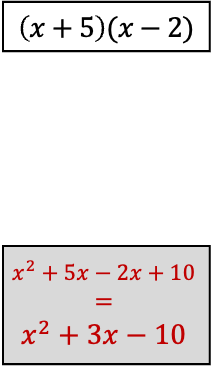 (x + 5)(x − 2)
x² + 5x − 2x + 10
=
x² + 3x − 10